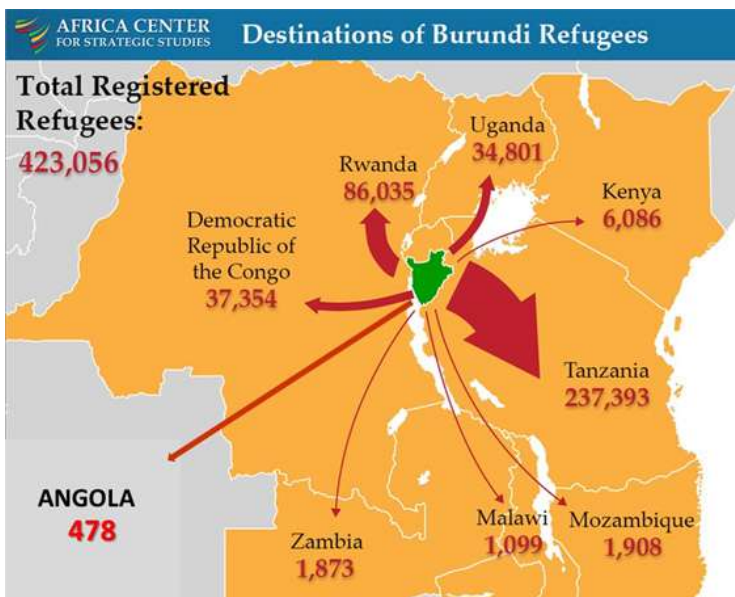 AFRICA CENTER
FOR STRATEGIC STUDIES
Destinations of Burundi Refugees
Total Registered
Refugees:
423,056
Uganda
34,801
Rwanda
86,035
Kenya
6,086
Democratic
Republic of
the Congo
37,354
Tanzania
237,393
ANGOLA
478
Zambia
1,873
Malawi
1,099
Mozambique
1,908